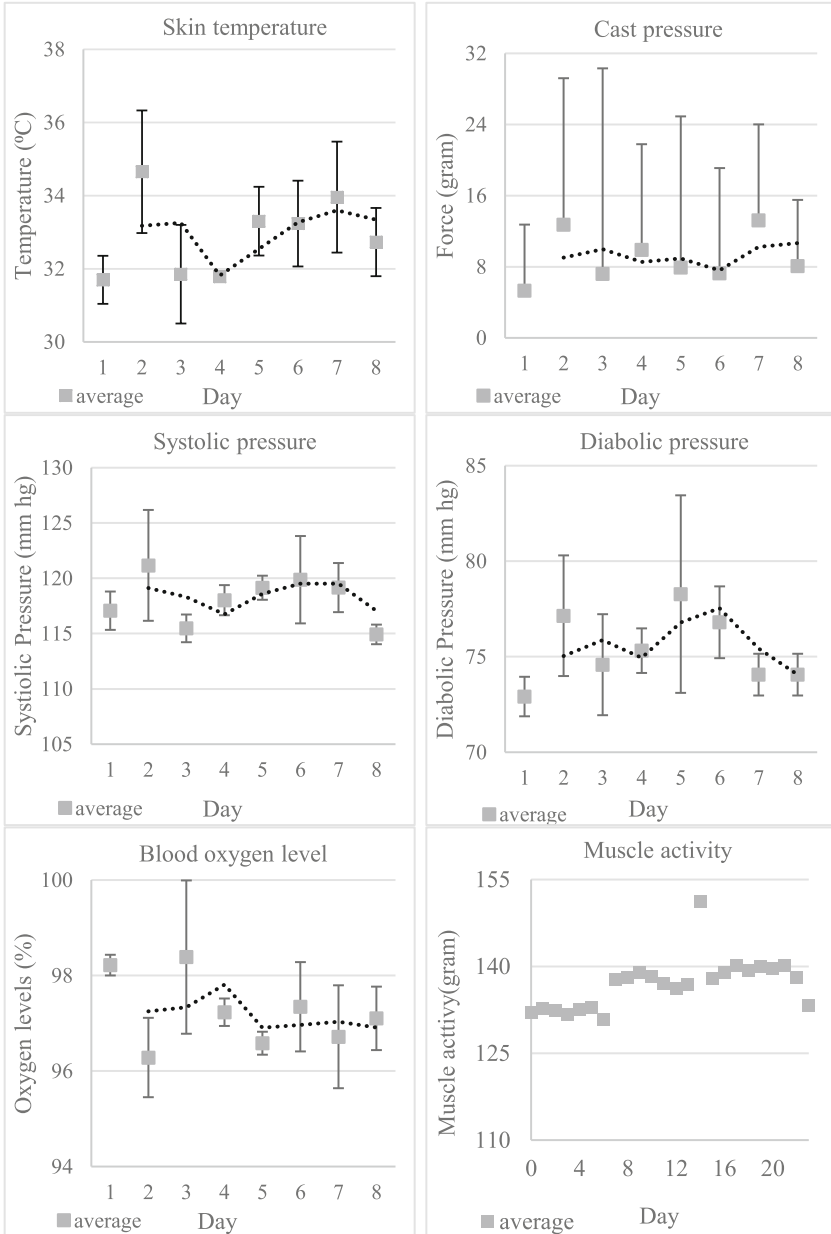 Skin temperature
Temperature (ºC)
38
36
34
32
30
1 2 3 4 5 6 7 8
average
Day
Cast pressure
Force (gram)
32
24
16
8
0
1 2 3 4 5 6 7 8
average
Day
Systolic pressure
Systiolic Pressure (mm hg)
130
125
120
115
110
105
1 2 3 4 5 6 7 8
average
Day
Diabolic pressure
Diabolic Pressure (mm hg)
85
80
75
70
1 2 3 4 5 6 7 8
average
Day
Blood oxygen level
Oxygen levels (%)
100
98
96
94
1 2 3 4 5 6 7 8
average
Day
Muscle activity
Muscle acttivy(gram)
155
140
125
110
0 4 8 12 16 20
Day
average